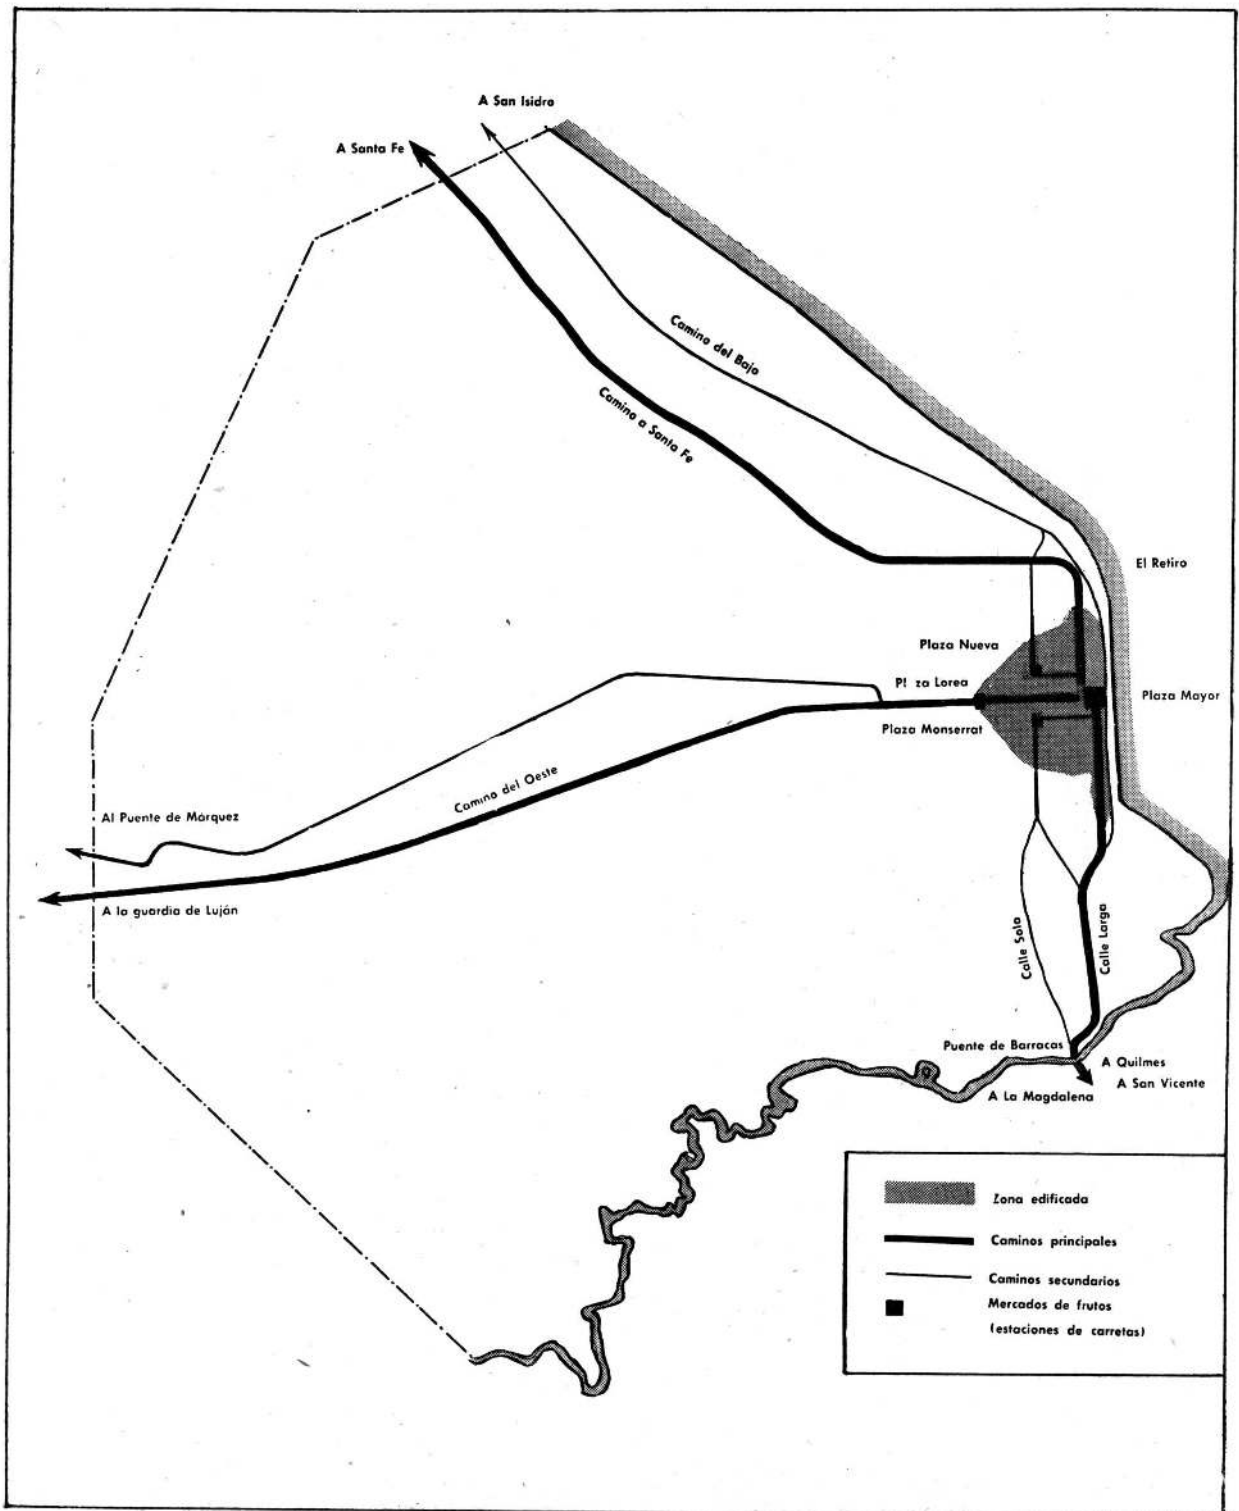 A San Isidro
A Santa Fe
Camino del Bajo
Camino a Santa Fe
El Retiro
Plaza Nueva
Pl za Lorea
Plaza Mayor
Plaza Monserrat
Camino del Oeste
Al Puente de Márquez
A la guardia de Luján
Calle Sola
Calle Larga
Puente de Barracas
A Quilmes
A San Vicente
A La Magdalena
Zona edificada
Caminos principales
Caminos secundarios
Mercados de frutos
(estaciones de carretas)